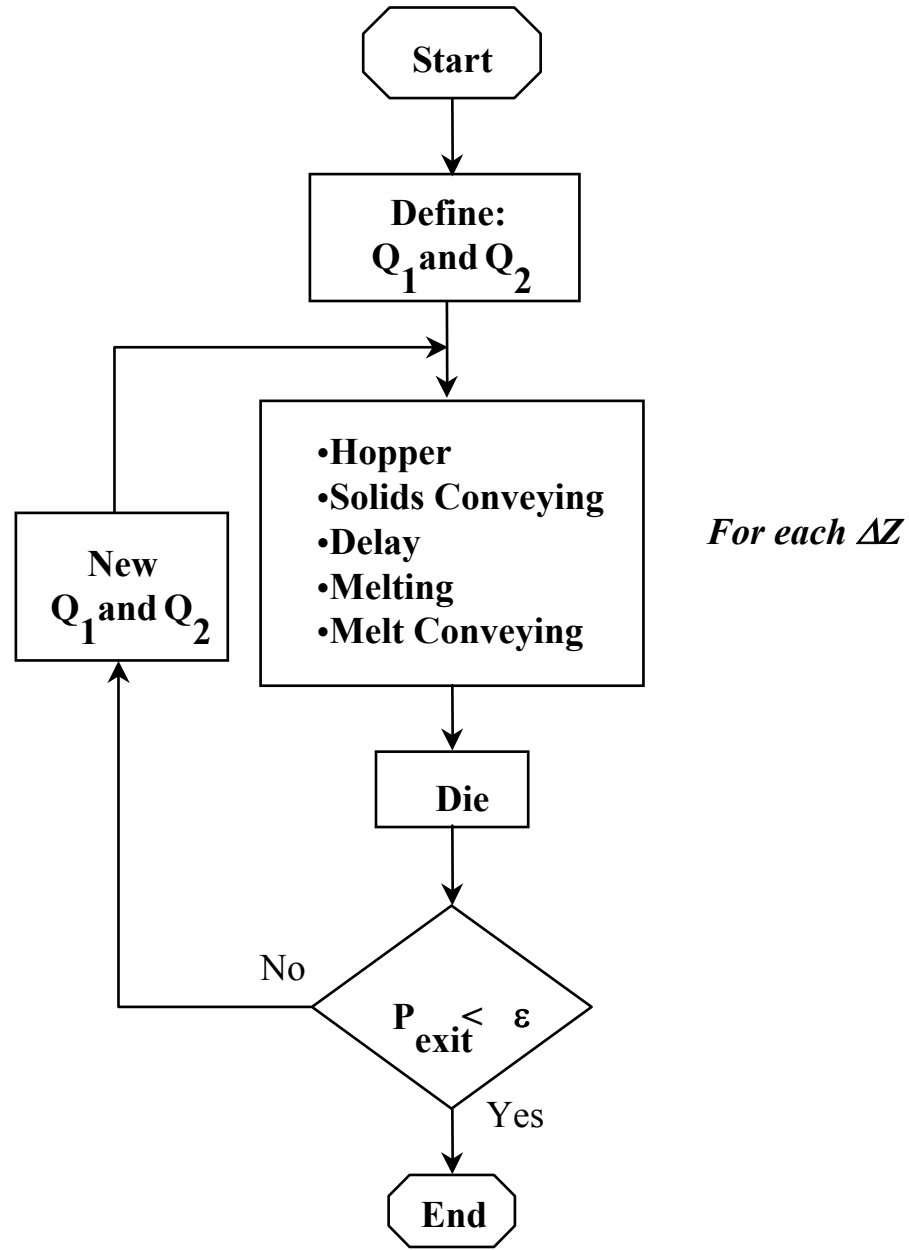 Start
Define:
Q1 and Q2
•Hopper
•Solids Conveying
•Delay
•Melting
•Melt Conveying
For each ΔZ
New
Q1 and Q2
Die
No
Pexit < ε
Yes
End